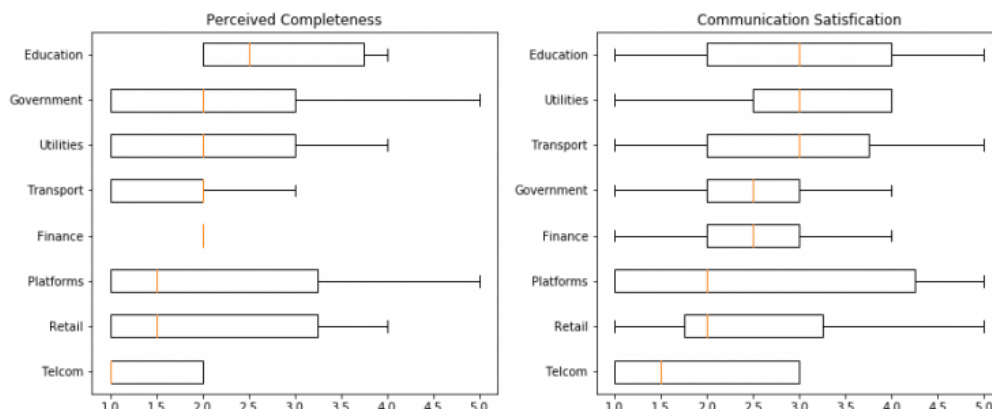 Perceived Completeness
Education
Government
Utilities
Transport
Finance
Platforms
Retail
Telcom
1.0 1.5 2.0 2.5 3.0 3.5 4.0 4.5 5.0
Communication Satisfication
Education
Utilities
Transport
Government
Finance
Platforms
Retail
Telcom
1.0 1.5 2.0 2.5 3.0 3.5 4.0 4.5 5.0